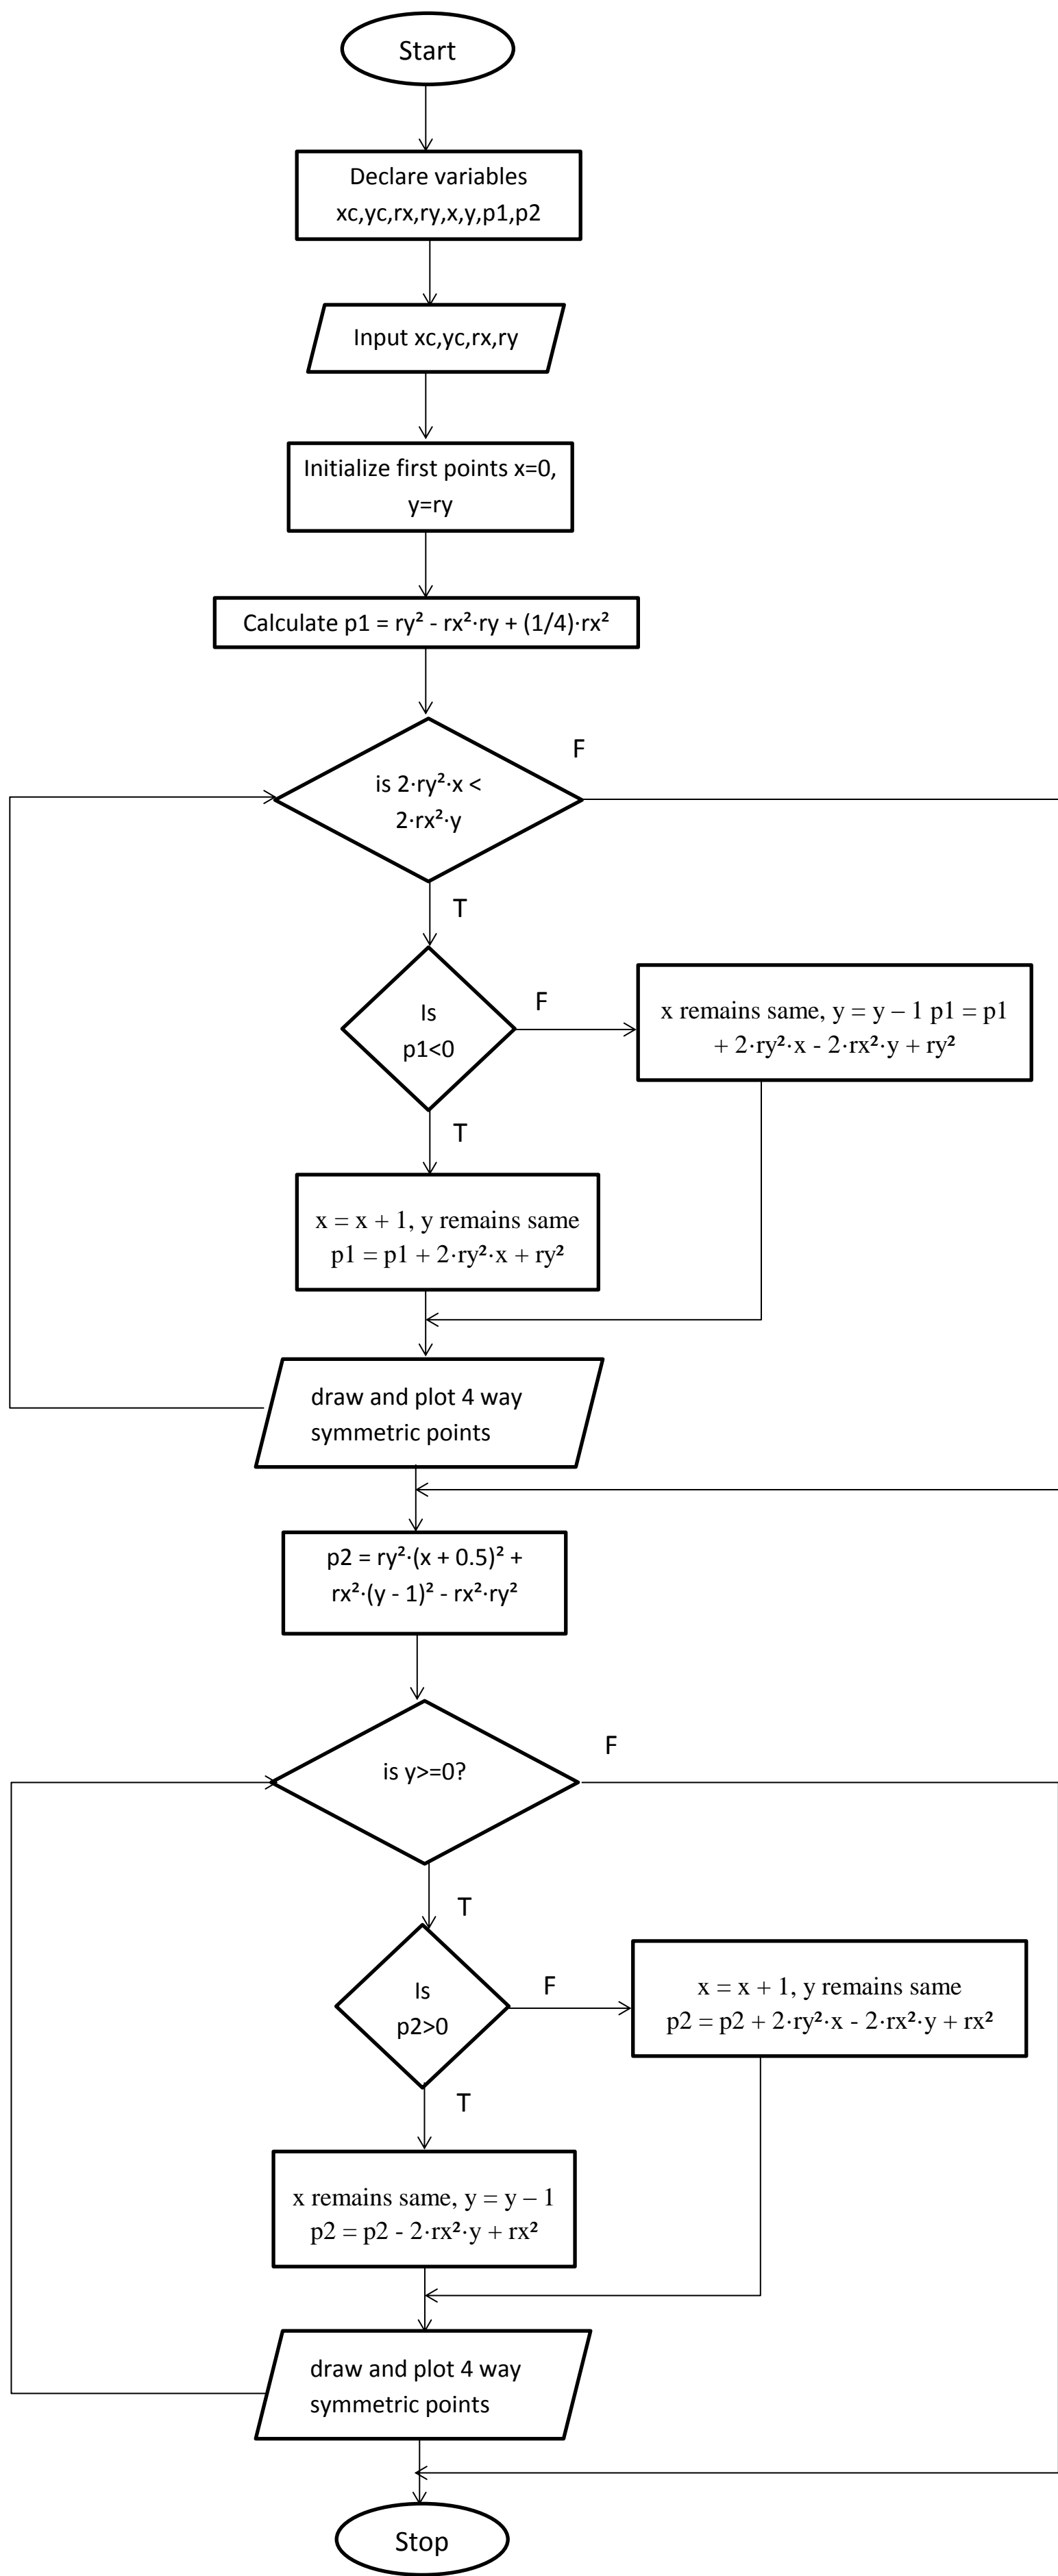 Start
Declare variables
xc,yc,rx,ry,x,y,p1,p2
Input xc,yc,rx,ry
Initialize first points x=0,
y=ry
Calculate p1 = ry² - rx²·ry + (1/4)·rx²
F
is 2·ry²·x <
2·rx²·y
T
Is
p1<0
F
x remains same, y = y – 1 p1 = p1
+ 2·ry²·x - 2·rx²·y + ry²
T
x = x + 1, y remains same
p1 = p1 + 2·ry²·x + ry²
draw and plot 4 way
symmetric points
p2 = ry²·(x + 0.5)² +
rx²·(y - 1)² - rx²·ry²
F
is y>=0?
T
Is
p2>0
F
x = x + 1, y remains same
p2 = p2 + 2·ry²·x - 2·rx²·y + rx²
T
x remains same, y = y – 1
p2 = p2 - 2·rx²·y + rx²
draw and plot 4 way
symmetric points
Stop